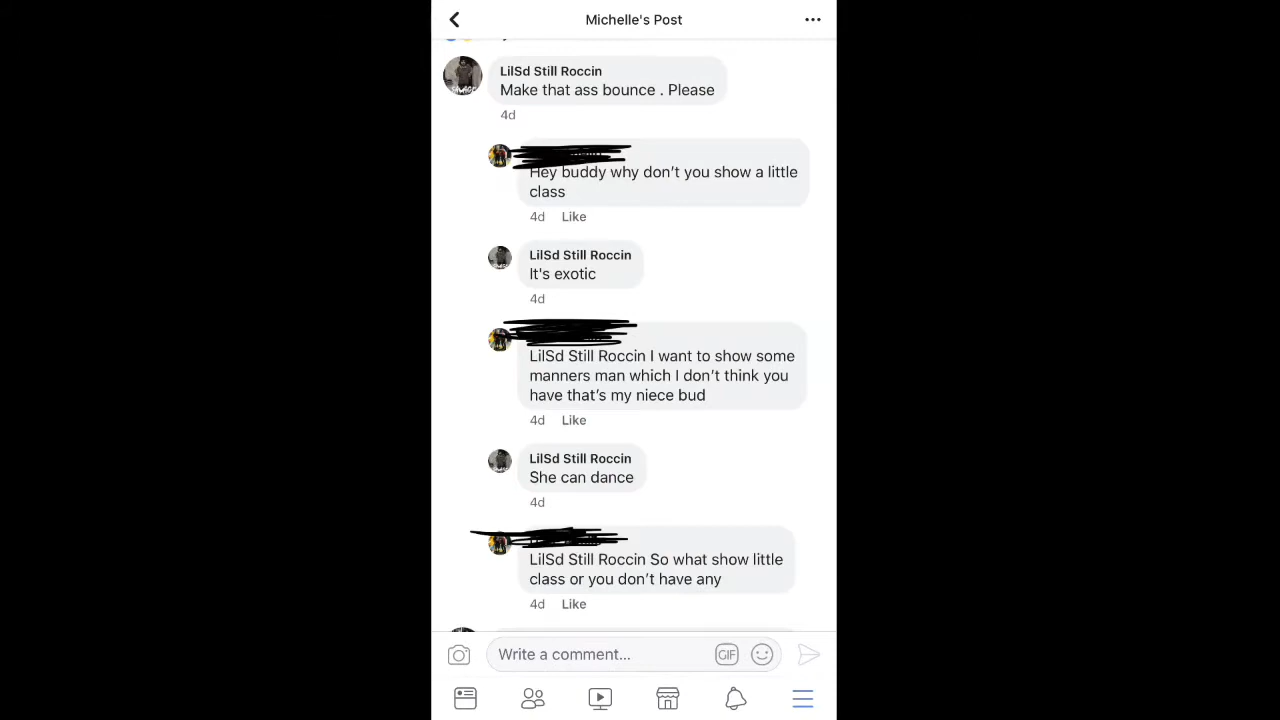 Michelle's Post
LilSd Still Roccin
Make that ass bounce . Please
4d
Hey buddy why don't you show a little
class
4d Like
LilSd Still Roccin
It's exotic
4d
LilSd Still Roccin I want to show some
manners man which I don't think you
have that's my niece bud
4d Like
LilSd Still Roccin
She can dance
4d
LilSd Still Roccin So what show little
class or you don't have any
4d Like
Write a comment...
GIF